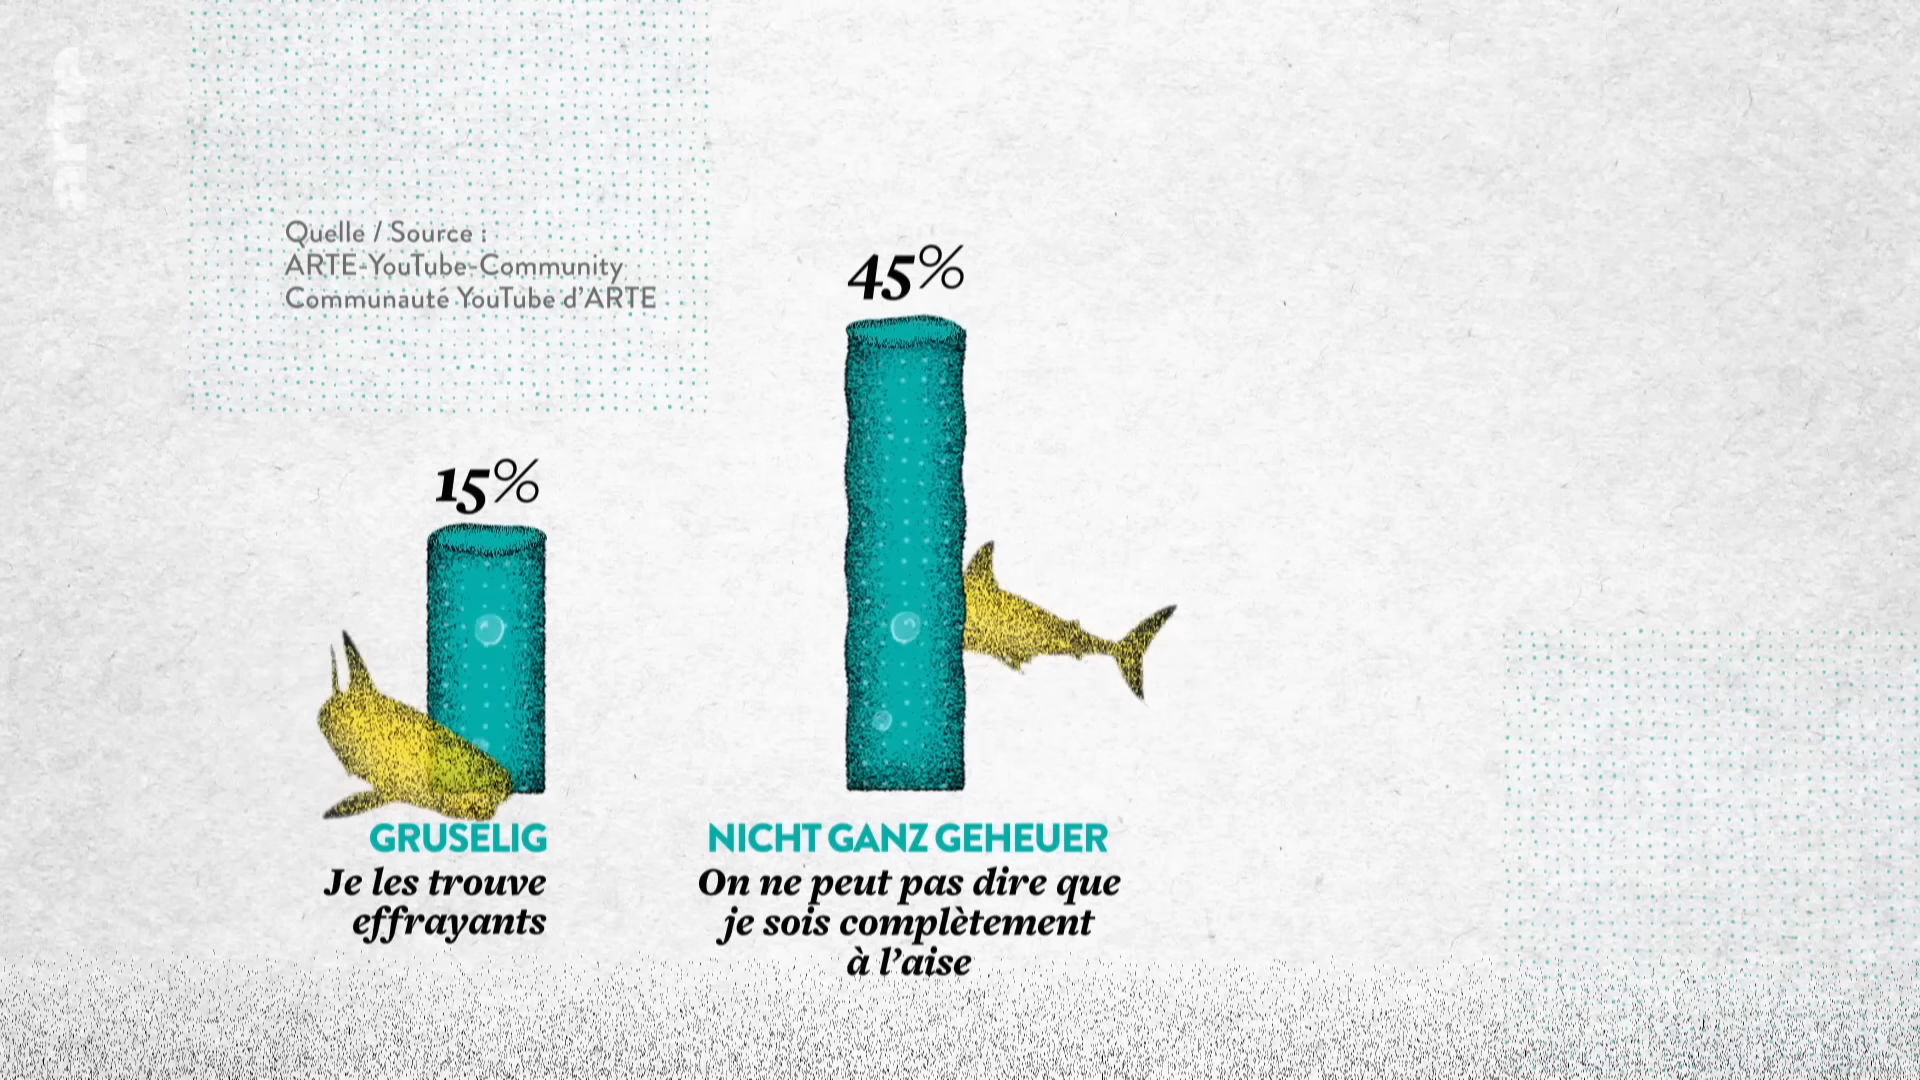 arte
Quelle / Source :
ARTE-YouTube-Community
Communauté YouTube d'ARTE
45%
15%
GRUSELIG
Je les trouve
effrayants
NICHT GANZ GEHEUER
On ne peut pas dire que
je sois complètement
à l'aise